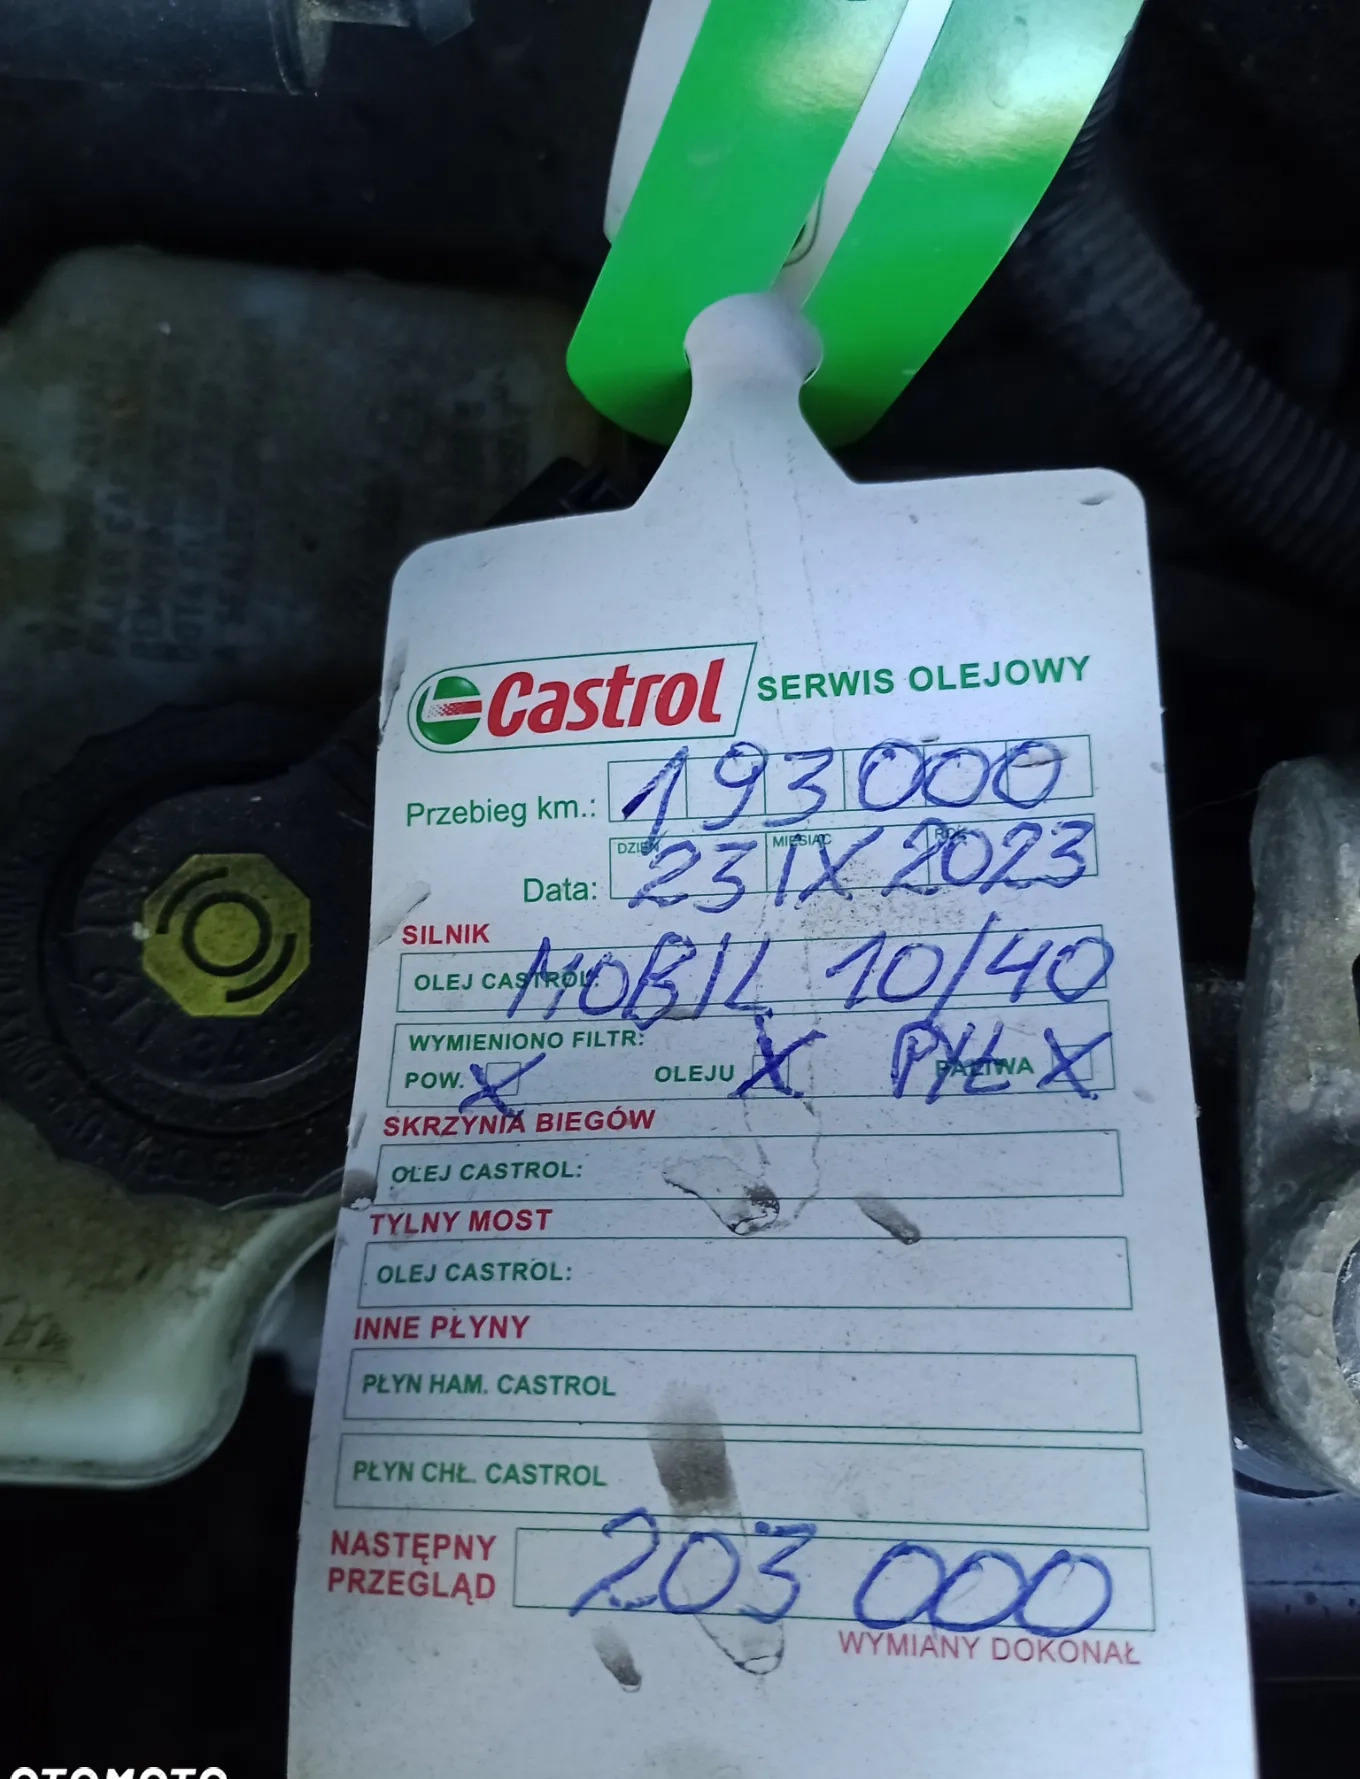 Castrol SERWIS OLEJOWY
Przebieg km.: 193000
DZIEŃ MIESIĄC ROK
Data: 23 IX 2023
SILNIK
OLEJ CASTROL: MOBIL 10/40
WYMIENIONO FILTR:
POW. X OLEJU X PALIWA PYŁ X
SKRZYNIA BIEGÓW
OLEJ CASTROL:
TYLNY MOST
OLEJ CASTROL:
INNE PŁYNY
PŁYN HAM. CASTROL
PŁYN CHŁ. CASTROL
NASTĘPNY
PRZEGLĄD 203 000
WYMIANY DOKONAŁ
OTOMOTO